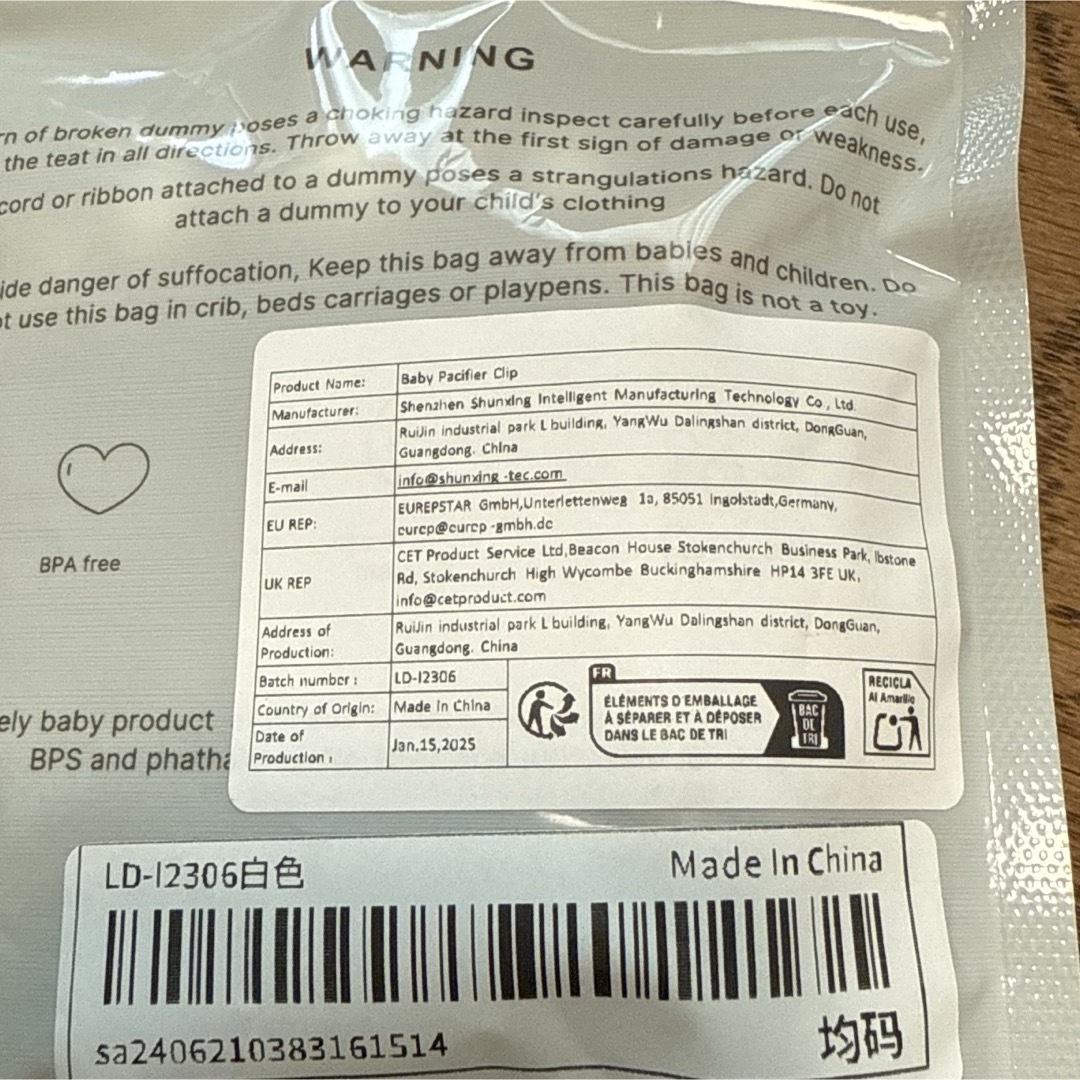 WARNING
rn of broken dummy poses a choking hazard inspect carefully before each use,
the teat in all directions. Throw away at the first sign of damage or weakness.
cord or ribbon attached to a dummy poses a strangulations hazard. Do not
attach a dummy to your child's clothing
ide danger of suffocation, Keep this bag away from babies and children. Do
ot use this bag in crib, beds carriages or playpens. This bag is not a toy.
Product Name: Baby Pacifier Clip
Manufacturer: Shenzhen Shunxing Intelligent Manufacturing Technology Co., Ltd.
Address: RuiJin industrial park L building, YangWu Dalingshan district, DongGuan,
Guangdong. China
E-mail info@shunxing -tec.com
EU REP: EUREPSTAR GmbH,Unterlettenweg 1a, 85051 Ingolstadt,Germany,
eurep@eurep -gmbh.de
UK REP CET Product Service Ltd,Beacon House Stokenchurch Business Park, Ibstone
Rd, Stokenchurch High Wycombe Buckinghamshire HP14 3FE UK,
info@cetproduct.com
Address of Production: RuiJin industrial park L building, YangWu Dalingshan district, DongGuan,
Guangdong. China
Batch number: LD-I2306
Country of Origin: Made In China
Date of Production: Jan.15,2025
FR
ÉLÉMENTS D'EMBALLAGE
À SÉPARER ET À DÉPOSER
DANS LE BAC DE TRI
BAC
DE
TRI
RECICLA
Al Amarillo
BPA free
ely baby product
BPS and phtha
LD-I2306白色
Made In China
sa2406210383161514
均码